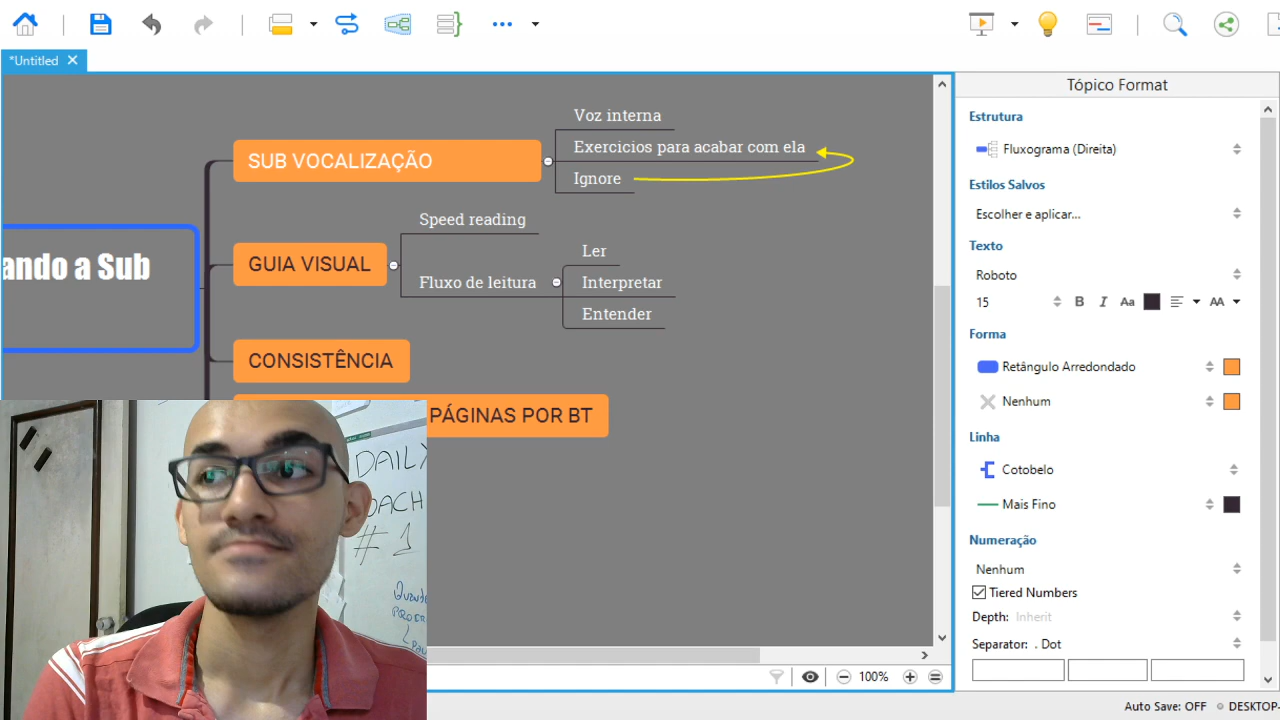 *Untitled
Tópico Format
Estrutura
Fluxograma (Direita)
Estilos Salvos
Escolher e aplicar...
Texto
Roboto
15
B I Aa AA
Forma
Retângulo Arredondado
Nenhum
Linha
Cotobelo
Mais Fino
Numeração
Nenhum
Tiered Numbers
Depth: Inherit
Separator: . Dot
ando a Sub
SUB VOCALIZAÇÃO
Voz interna
Exercicios para acabar com ela
Ignore
GUIA VISUAL
Speed reading
Fluxo de leitura
Ler
Interpretar
Entender
CONSISTÊNCIA
PÁGINAS POR BT
DAILY
OACH
# 1
100%
Auto Save: OFF
DESKTOP-